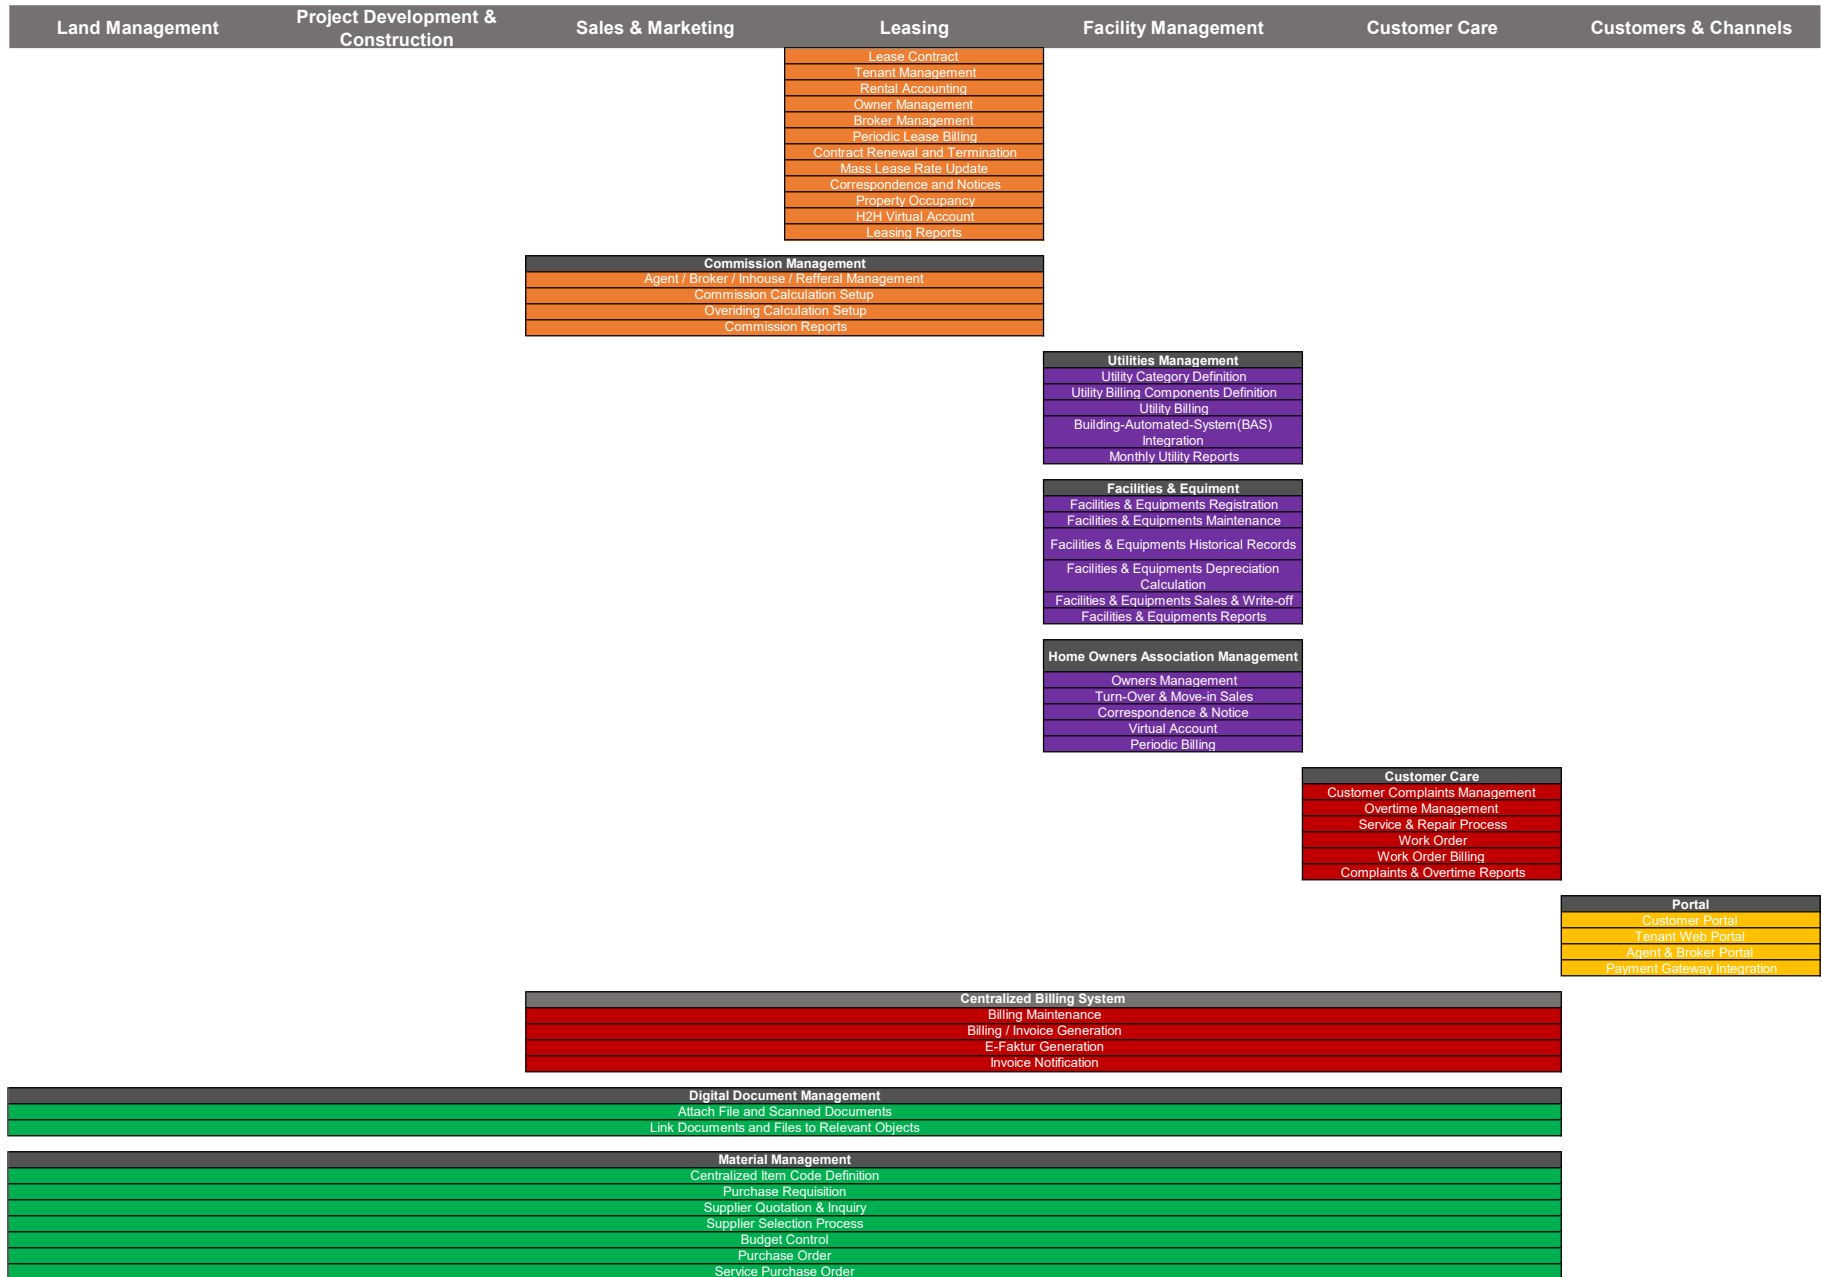 Land Management
Project Development &
Construction
Sales & Marketing
Leasing
Facility Management
Customer Care
Customers & Channels
Lease Contract
Tenant Management
Rental Accounting
Owner Management
Broker Management
Periodic Lease Billing
Contract Renewal and Termination
Mass Lease Rate Update
Correspondence and Notices
Property Occupancy
H2H Virtual Account
Leasing Reports
Commission Management
Agent / Broker / Inhouse / Refferal Management
Commission Calculation Setup
Overiding Calculation Setup
Commission Reports
Utilities Management
Utility Category Definition
Utility Billing Components Definition
Utility Billing
Building-Automated-System(BAS)
Integration
Monthly Utility Reports
Facilities & Equiment
Facilities & Equipments Registration
Facilities & Equipments Maintenance
Facilities & Equipments Historical Records
Facilities & Equipments Depreciation
Calculation
Facilities & Equipments Sales & Write-off
Facilities & Equipments Reports
Home Owners Association Management
Owners Management
Turn-Over & Move-in Sales
Correspondence & Notice
Virtual Account
Periodic Billing
Customer Care
Customer Complaints Management
Overtime Management
Service & Repair Process
Work Order
Work Order Billing
Complaints & Overtime Reports
Portal
Customer Portal
Tenant Web Portal
Agent & Broker Portal
Payment Gateway Integration
Centralized Billing System
Billing Maintenance
Billing / Invoice Generation
E-Faktur Generation
Invoice Notification
Digital Document Management
Attach File and Scanned Documents
Link Documents and Files to Relevant Objects
Material Management
Centralized Item Code Definition
Purchase Requisition
Supplier Quotation & Inquiry
Supplier Selection Process
Budget Control
Purchase Order
Service Purchase Order